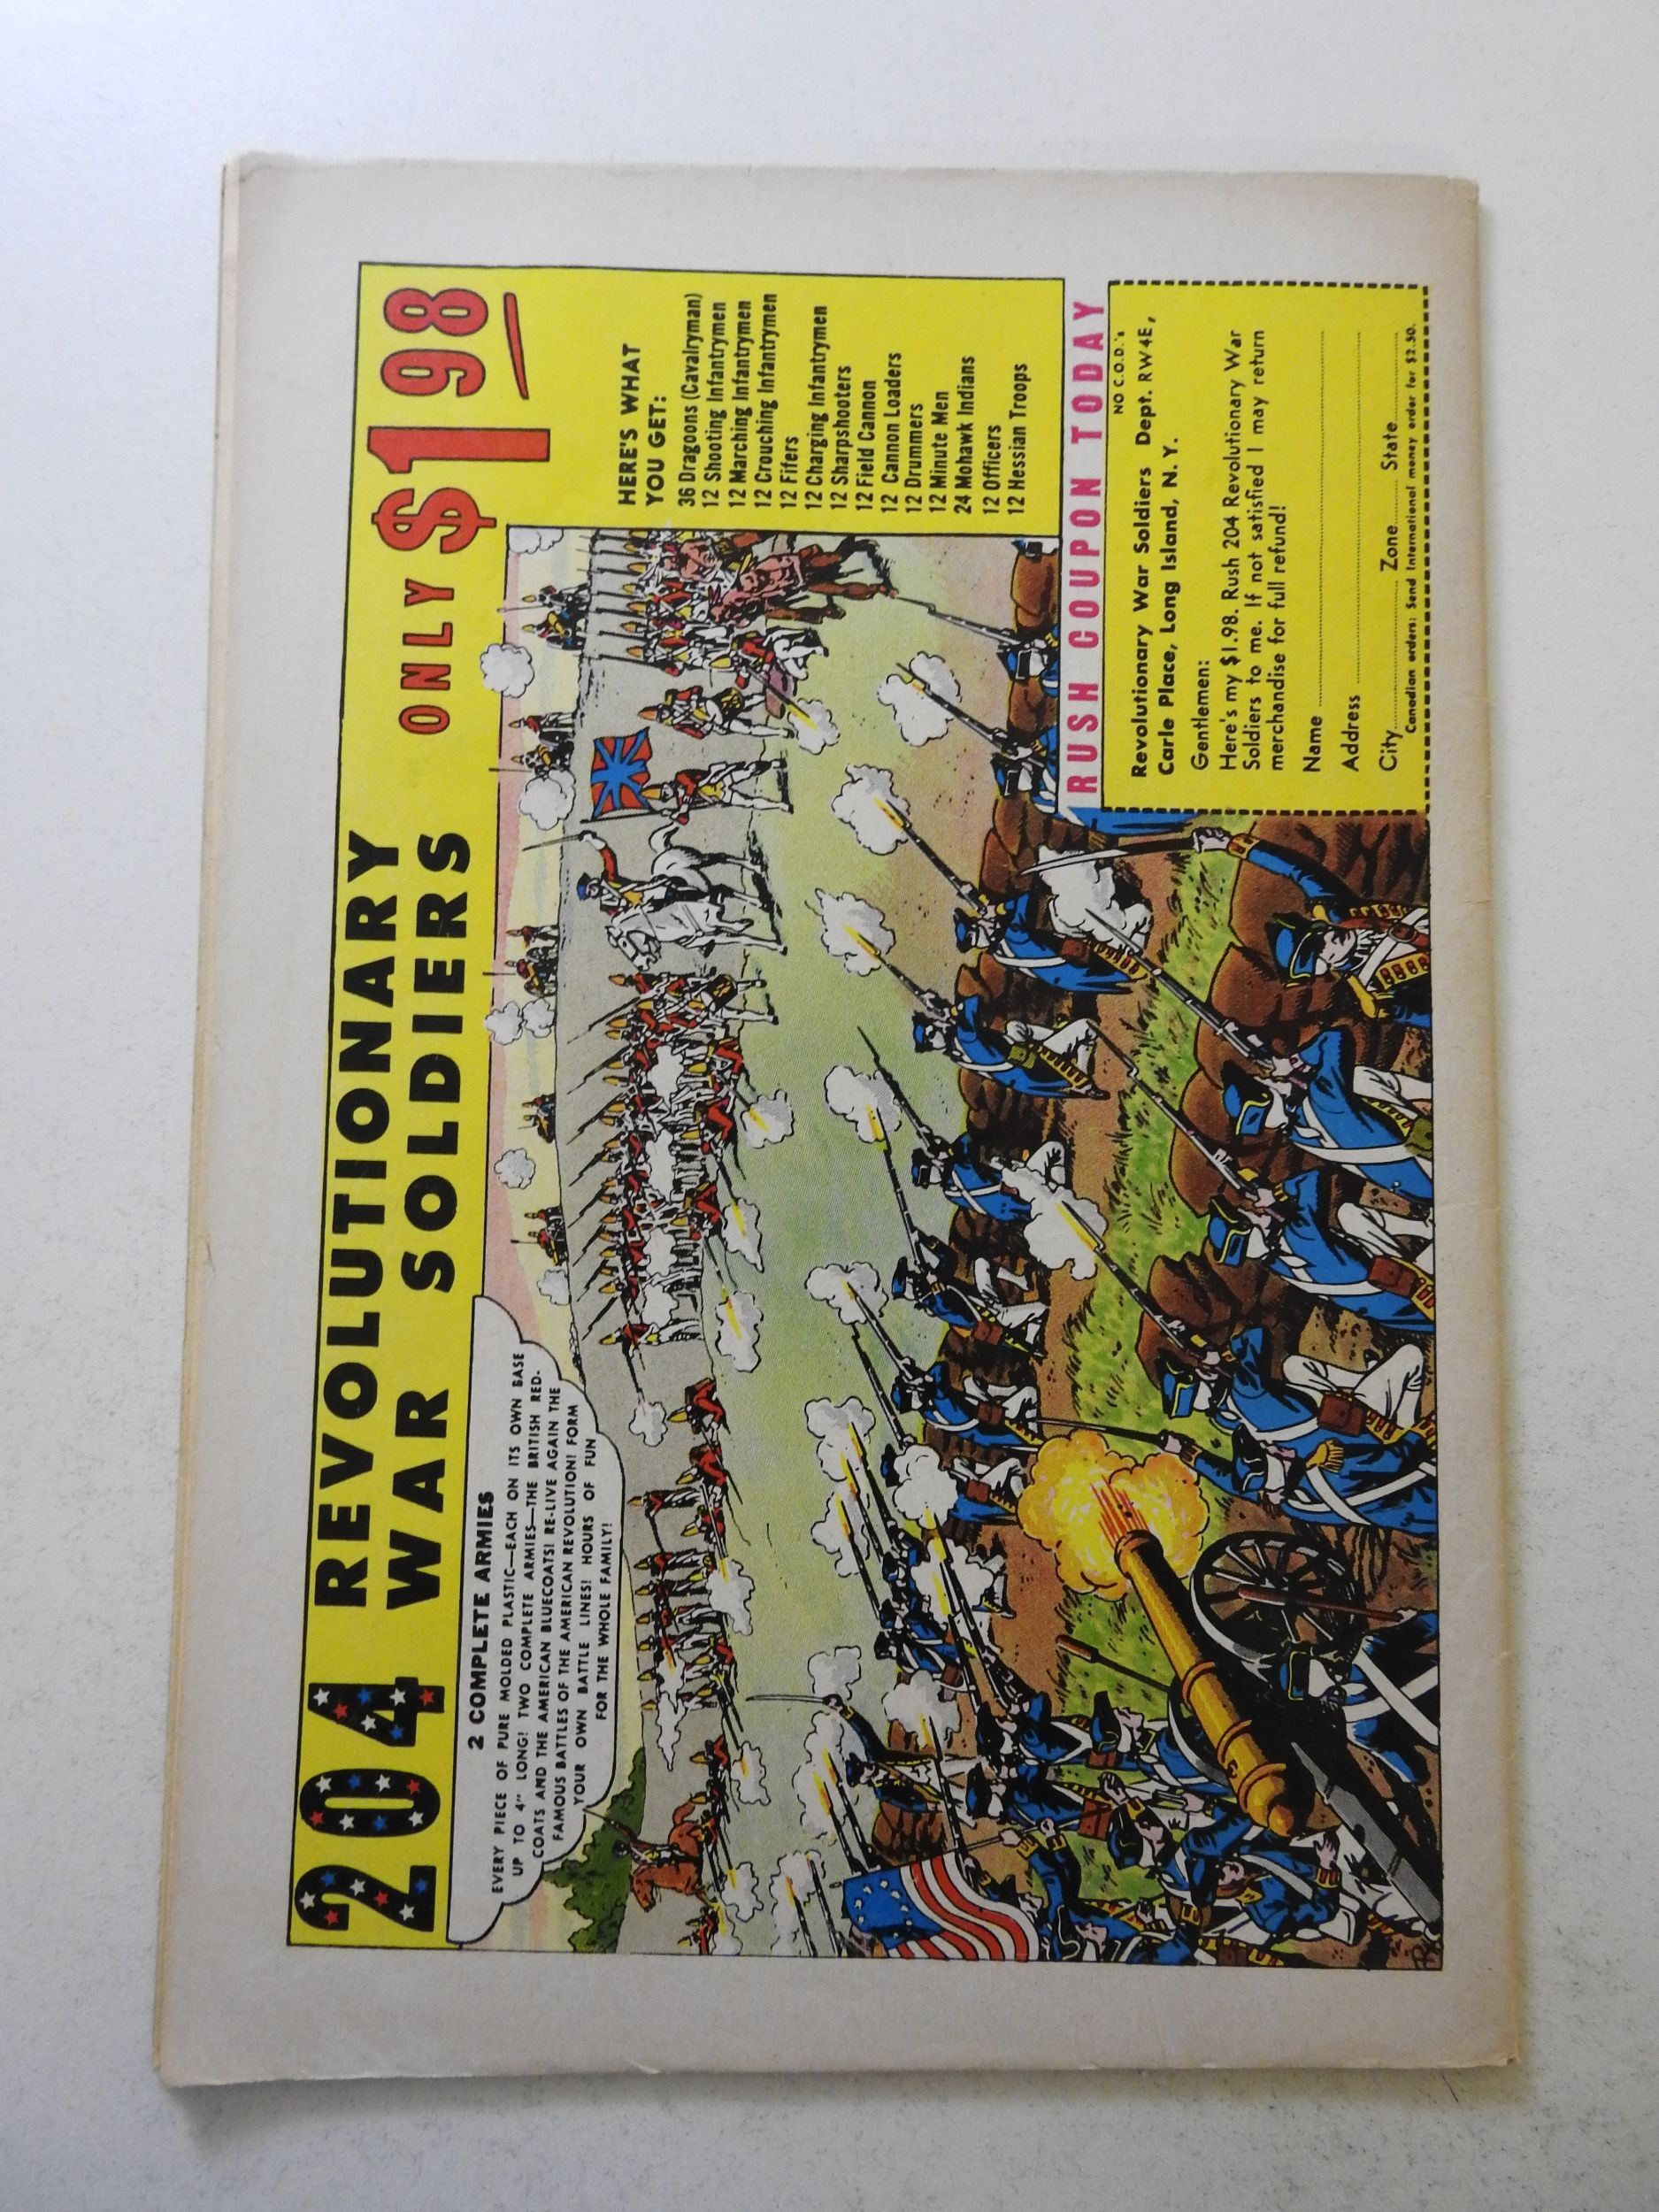 204 REVOLUTIONARY
WAR SOLDIERS
ONLY $198
2 COMPLETE ARMIES
EVERY PIECE OF PURE MOLDED PLASTIC—EACH ON ITS OWN BASE
UP TO 4" LONG! TWO COMPLETE ARMIES—THE BRITISH RED-
COATS AND THE AMERICAN BLUECOATS! RE-LIVE AGAIN THE
FAMOUS BATTLES OF THE AMERICAN REVOLUTION! FORM
YOUR OWN BATTLE LINES! HOURS OF FUN
FOR THE WHOLE FAMILY!
HERE'S WHAT
YOU GET:
36 Dragoons (Cavalryman)
12 Shooting Infantrymen
12 Marching Infantrymen
12 Crouching Infantrymen
12 Fifers
12 Charging Infantrymen
12 Sharpshooters
12 Field Cannon
12 Cannon Loaders
12 Drummers
12 Minute Men
24 Mohawk Indians
12 Officers
12 Hessian Troops
RUSH COUPON TODAY
NO C.O.D.'s
Revolutionary War Soldiers Dept. RW4E,
Carle Place, Long Island, N. Y.
Gentlemen:
Here's my $1.98. Rush 204 Revolutionary War
Soldiers to me. If not satisfied I may return
merchandise for full refund!
Name
Address
City Zone State
Canadian orders: Send International money order for $2.50.